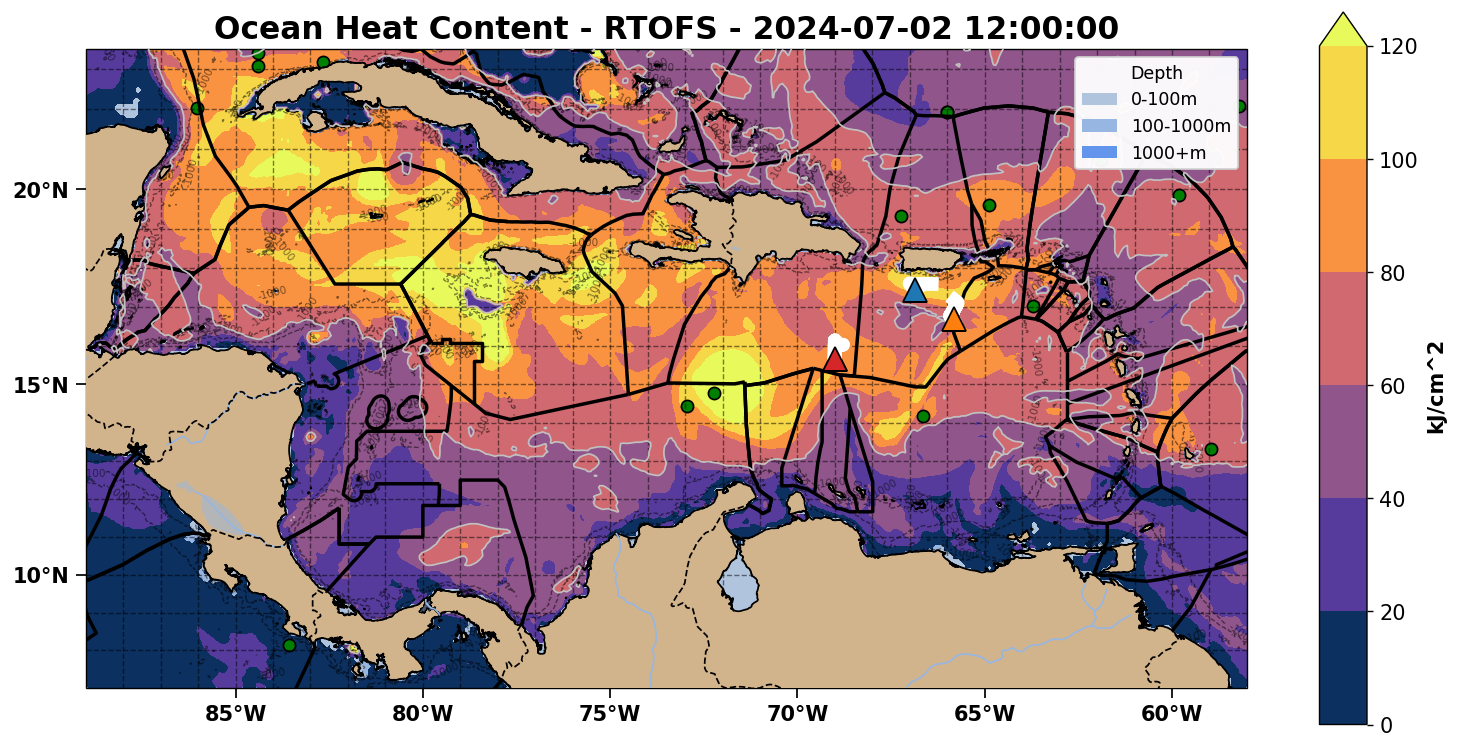 Ocean Heat Content - RTOFS - 2024-07-02 12:00:00
Depth
0-100m
100-1000m
1000+m
20°N
15°N
10°N
85°W
80°W
75°W
70°W
65°W
60°W
120
100
80
60
40
20
0
kJ/cm^2